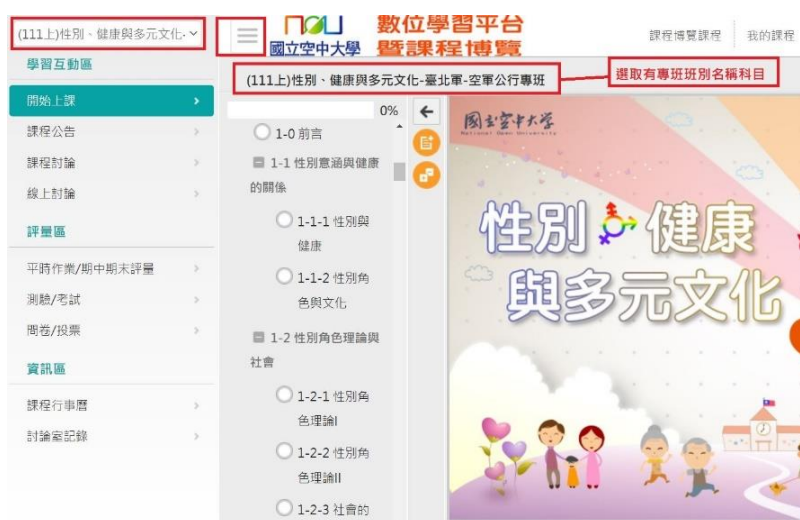 (111上)性別、健康與多元文化-
NOU
國立空中大學
數位學習平台
暨課程博覽
課程博覽課程
我的課程
學習互動區
開始上課
課程公告
課程討論
線上討論
評量區
平時作業/期中期末評量
測驗/考試
問卷/投票
資訊區
課程行事曆
討論室記錄
(111上)性別、健康與多元文化-臺北軍-空軍公行專班
選取有專班班別名稱科目
0%
1-0 前言
1-1 性別意涵與健康
的關係
1-1-1 性別與
健康
1-1-2 性別角
色與文化
1-2 性別角色理論與
社會
1-2-1 性別角
色理論I
1-2-2 性別角
色理論II
1-2-3 社會的
國立空中大学
National Open University
性別 健康
與多元文化